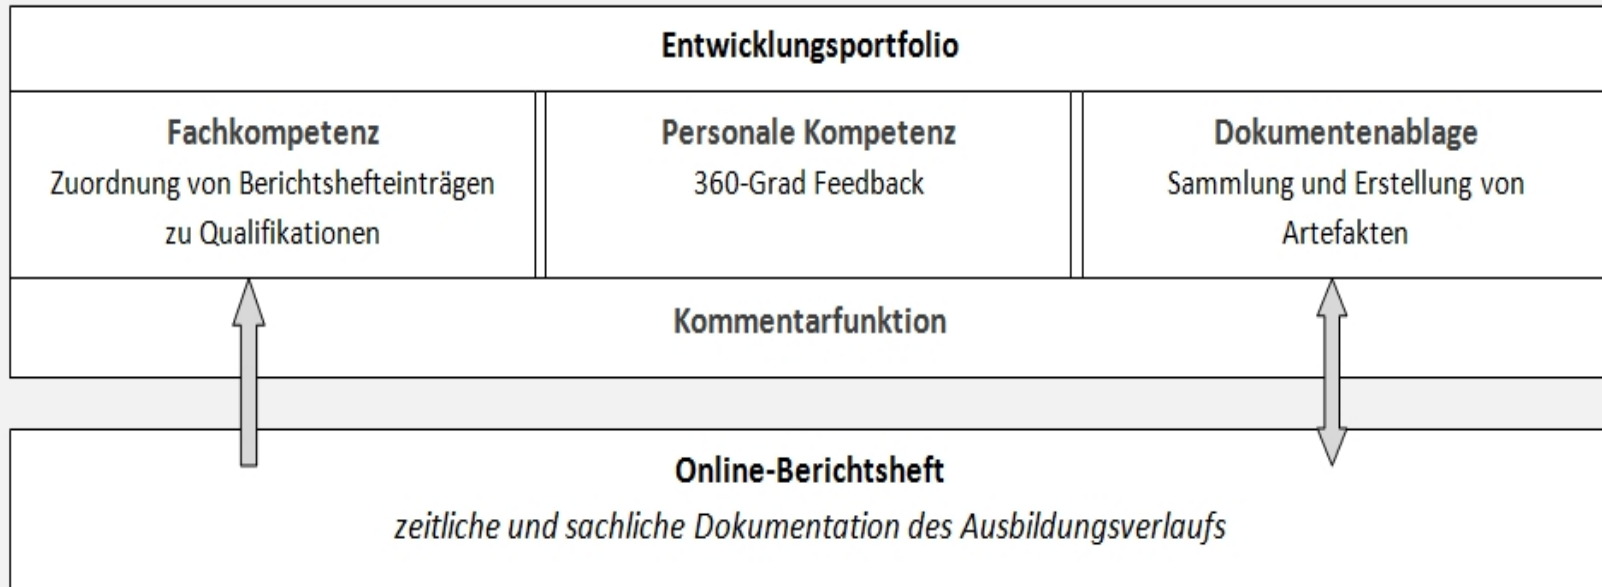 Entwicklungsportfolio
Fachkompetenz
Zuordnung von Berichtshefteinträgen
zu Qualifikationen
Personale Kompetenz
360-Grad Feedback
Dokumentenablage
Sammlung und Erstellung von
Artefakten
Kommentarfunktion
Online-Berichtsheft
zeitliche und sachliche Dokumentation des Ausbildungsverlaufs